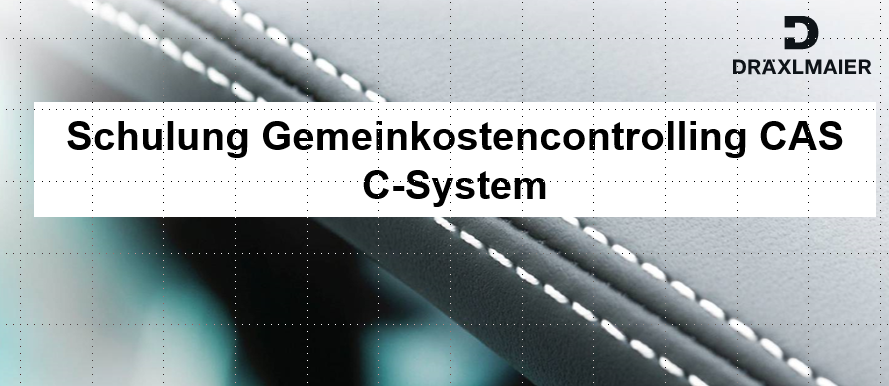 DRÄXLMAIER
Schulung Gemeinkostencontrolling CAS
C-System